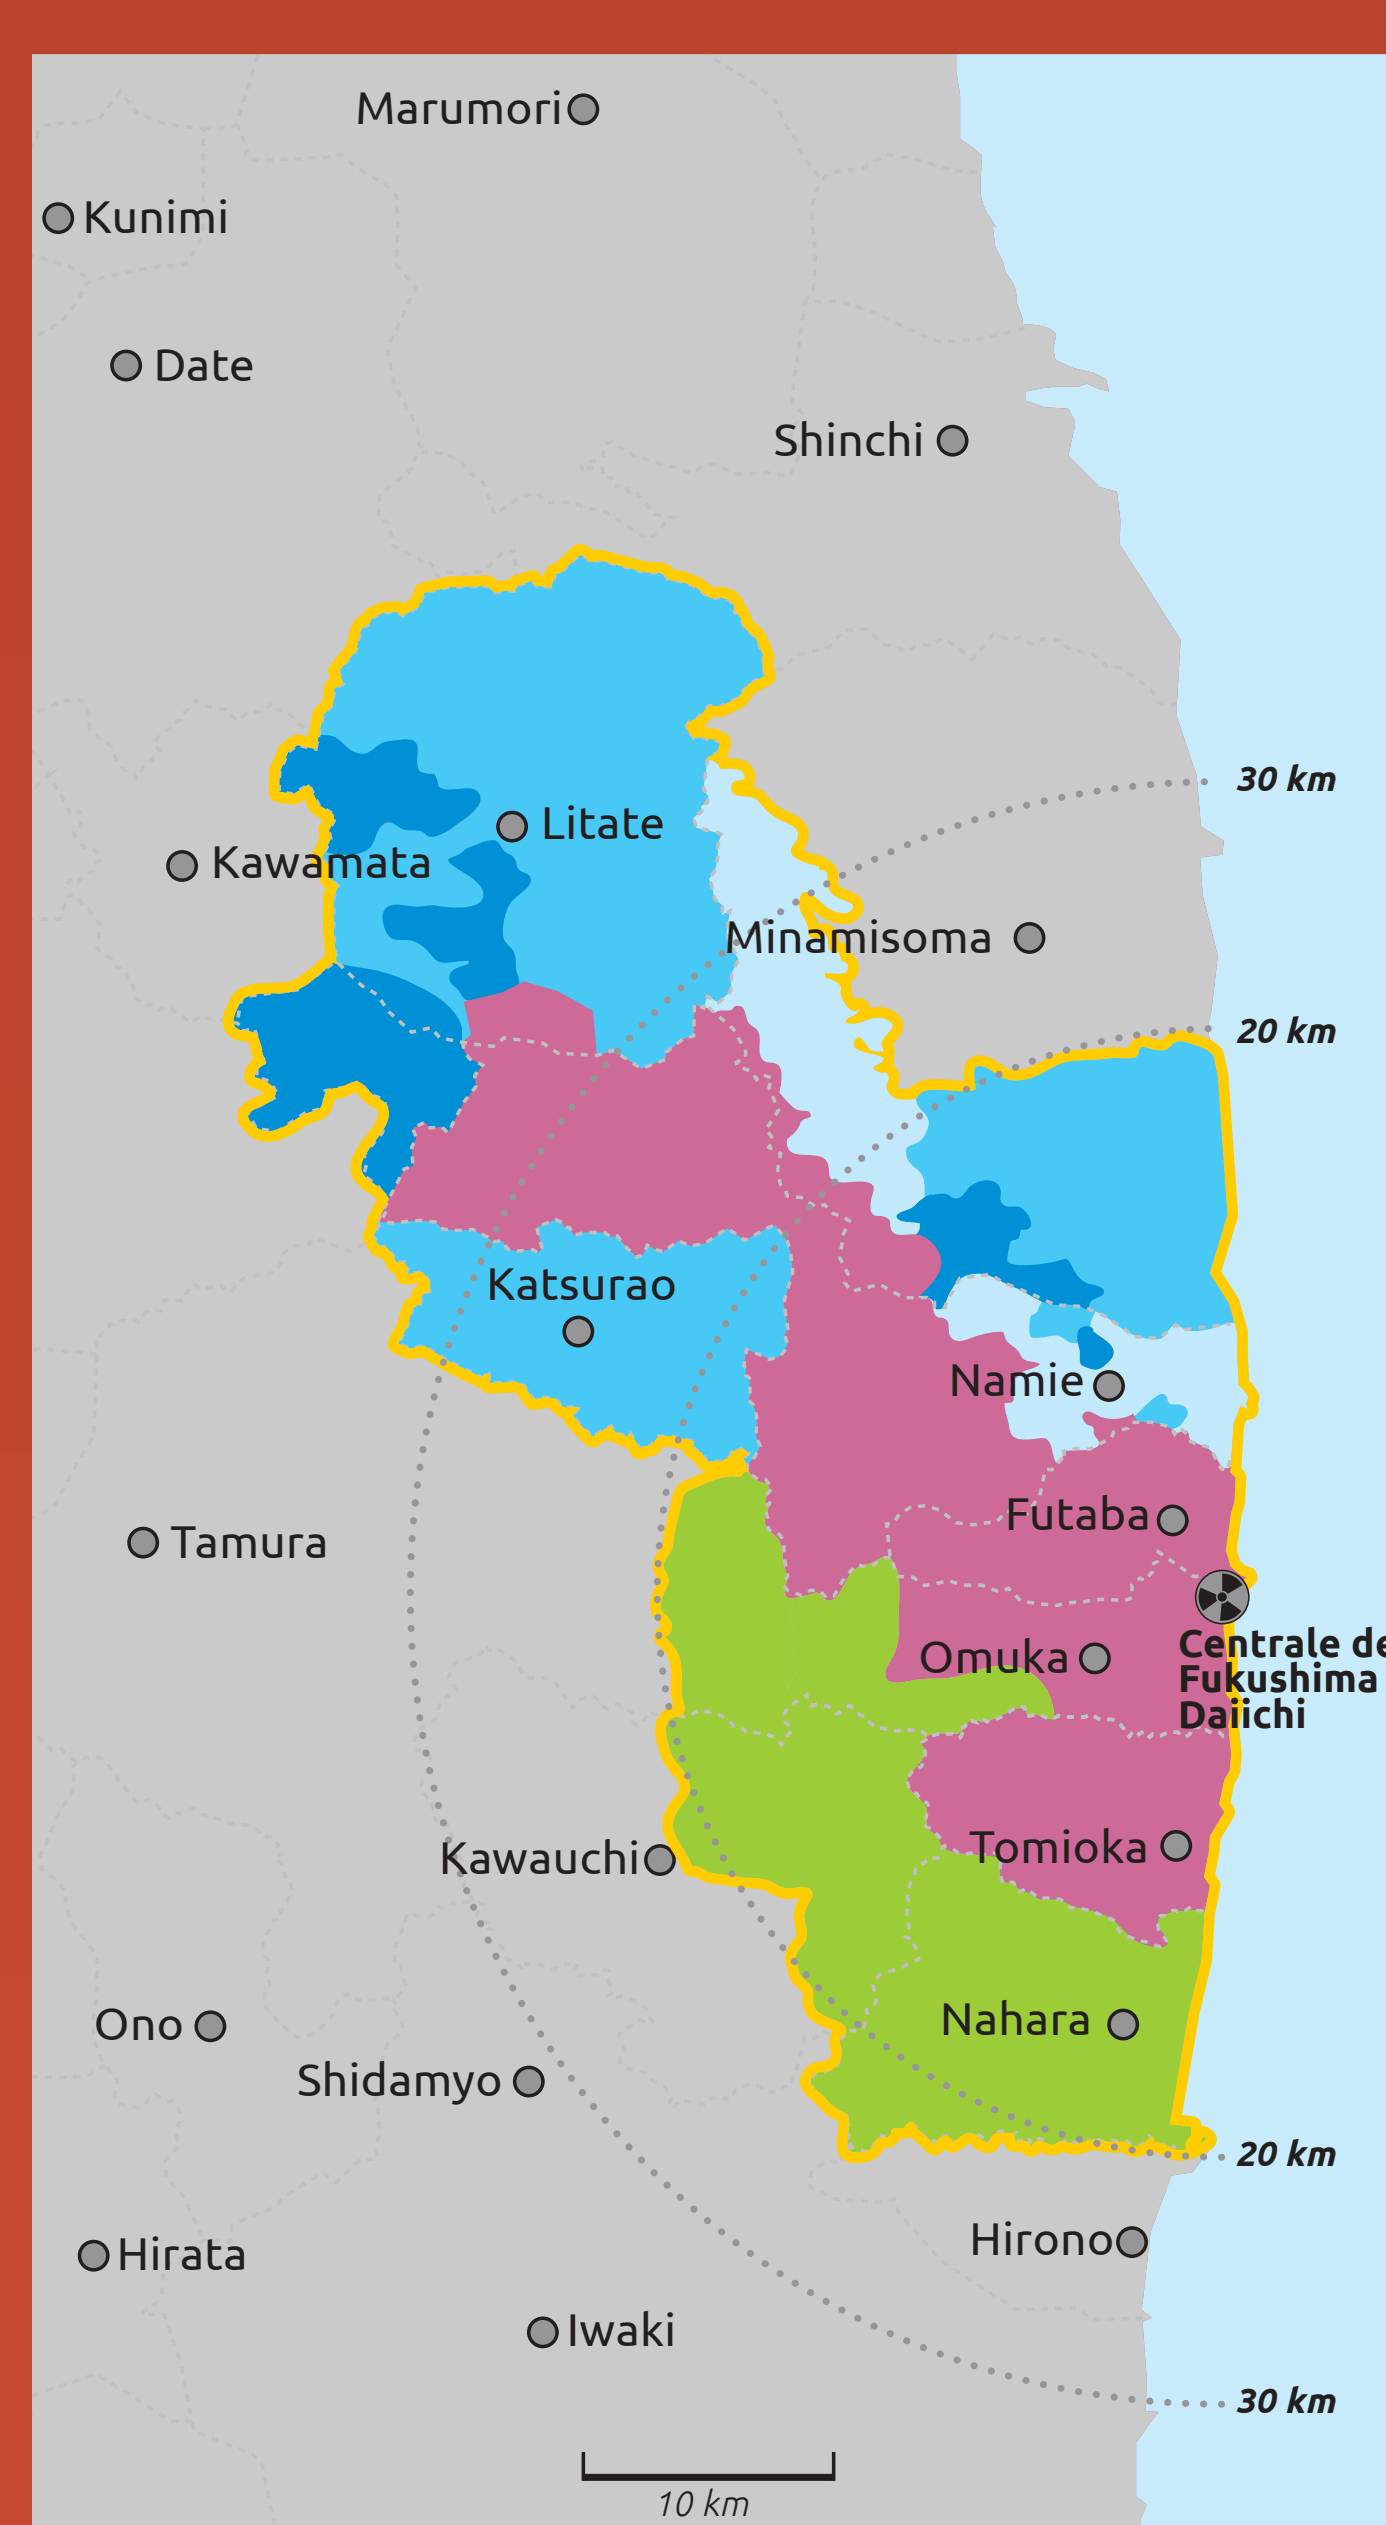 Marumori
Kunimi
Date
Shinchi
30 km
Litate
Kawamata
Minamisoma
20 km
Katsurao
Namie
Futaba
Tamura
Centrale de
Fukushima
Daiichi
Omuka
Tomioka
Kawauchi
Nahara
Ono
Shidamyo
20 km
Hirono
Hirata
Iwaki
30 km
10 km